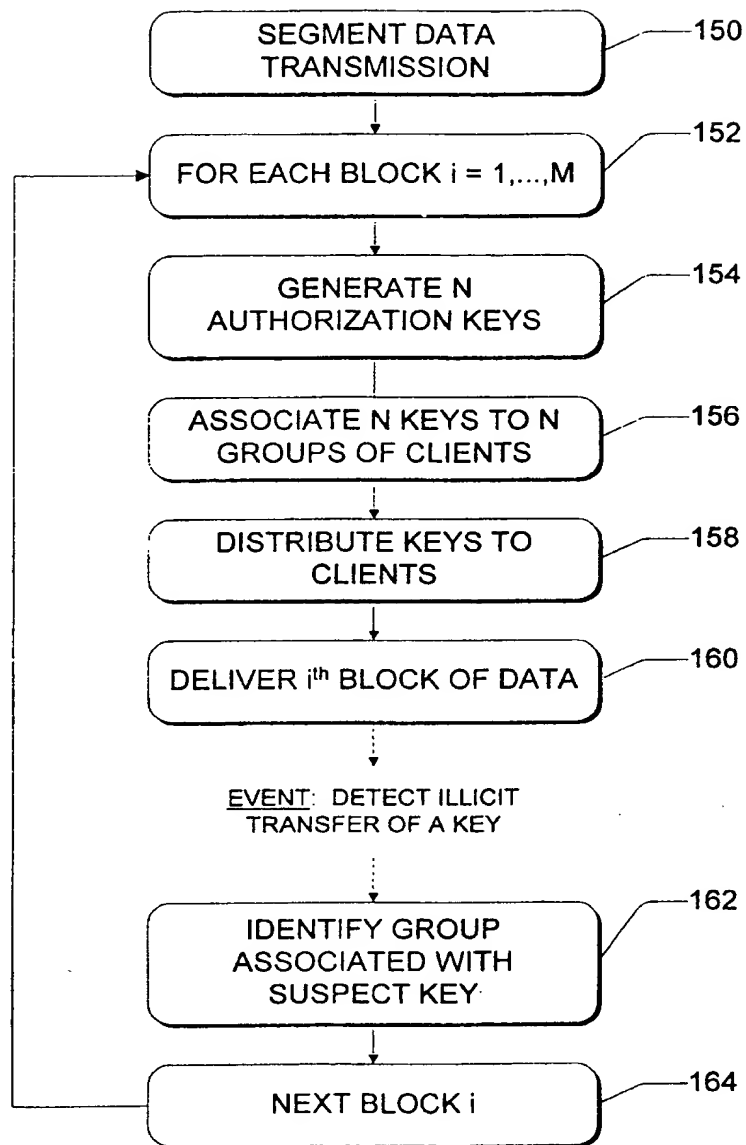 SEGMENT DATA
TRANSMISSION
150
FOR EACH BLOCK i = 1,...,M
152
GENERATE N
AUTHORIZATION KEYS
154
ASSOCIATE N KEYS TO N
GROUPS OF CLIENTS
156
DISTRIBUTE KEYS TO
CLIENTS
158
DELIVER ith BLOCK OF DATA
160
EVENT: DETECT ILLICIT
TRANSFER OF A KEY
IDENTIFY GROUP
ASSOCIATED WITH
SUSPECT KEY
162
NEXT BLOCK i
164